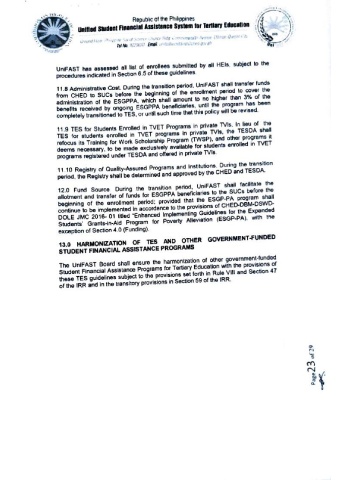 Republic of the Philippines
Unified Student Financial Assistance System for Tertiary Education
UniFAST has assessed all list of enrollees submitted by all HEIs, subject to the
procedures indicated in Section 6.5 of these guidelines.
11.8 Administrative Cost. During the transition period, UniFAST shall transfer funds
from CHED to SUCs before the beginning of the enrollment period to cover the
administration of the ESGPPA, which shall amount to no higher than 3% of the
benefits received by ongoing ESGPPA beneficiaries, until the program has been
completely transitioned to TES, or until such time that this policy will be revised.
11.9 TES for Students Enrolled in TVET Programs in private TVIs. In lieu of the
TES for students enrolled in TVET programs in private TVIs, the TESDA shall
refocus its Training for Work Scholarship Program (TWSP), and other programs it
deems necessary, to be made exclusively available for students enrolled in TVET
programs registered under TESDA and offered in private TVIs.
11.10 Registry of Quality-Assured Programs and Institutions. During the transition
period, the Registry shall be determined and approved by the CHED and TESDA.
12.0 Fund Source During the transition period, UniFAST shall facilitate the
allotment and transfer of funds for ESGPPA beneficiaries to the SUCs before the
beginning of the enrollment period; provided that the ESGP-PA program shall
continue to be implemented in accordance to the provisions of CHED-DBM-DSWD-
DOLE JMC 2016- 01 titled "Enhanced Implementing Guidelines for the Expanded
Students' Grants-in-Aid Program for Poverty Alleviation (ESGP-PA), with the
exception of Section 4.0 (Funding).
13.0 HARMONIZATION OF TES AND OTHER GOVERNMENT-FUNDED
STUDENT FINANCIAL ASSISTANCE PROGRAMS
The UniFAST Board shall ensure the harmonization of other government-funded
Student Financial Assistance Programs for Tertiary Education with the provisions of
these TES guidelines subject to the provisions set forth in Rule VIII and Section 47
of the IRR and in the transitory provisions in Section 59 of the IRR.
Page 23 of 29